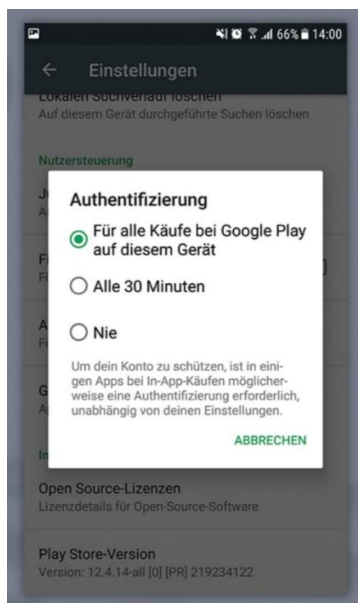 66% 14:00
Einstellungen
Lokalen Suchverlauf löschen
Auf diesem Gerät durchgeführte Suchen löschen
Nutzersteuerung
Authentifizierung
Für alle Käufe bei Google Play
auf diesem Gerät
Alle 30 Minuten
Nie
Um dein Konto zu schützen, ist in eini-
gen Apps bei In-App-Käufen möglicher-
weise eine Authentifizierung erforderlich,
unabhängig von deinen Einstellungen.
ABBRECHEN
Open Source-Lizenzen
Lizenzdetails für Open-Source-Software
Play Store-Version
Version: 12.4.14-all [0] [PR] 219234122